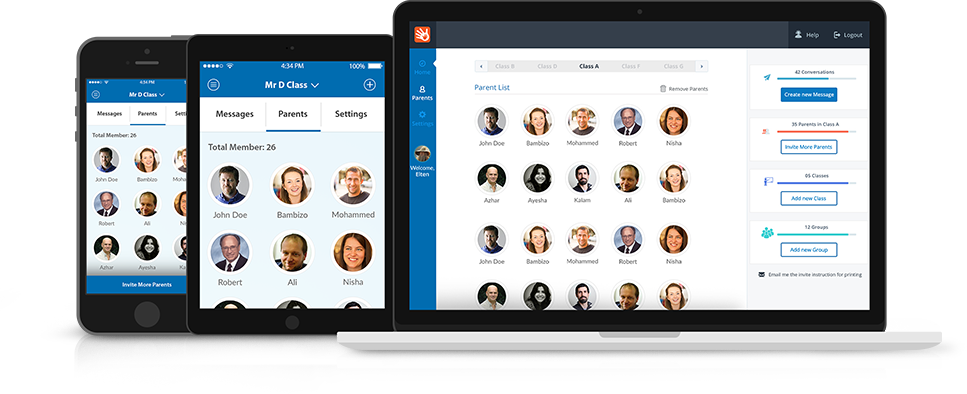 4:34 PM
Mr D Class
Messages Parents Settings
Total Member: 26
John Doe Bambizo
Robert Ali
Azhar Ayesha
Invite More Parents
4:34 PM 100%
Mr D Class
Messages Parents Settings
Total Member: 26
John Doe Bambizo Mohammed
Robert Ali Nisha
Help Logout
Home
Parents
Settings
Welcome,
Elten
Class B Class D Class A Class F Class G
Parent List Remove Parents
John Doe Bambizo Mohammed Robert Nisha
Azhar Ayesha Kalam Ali Bambizo
John Doe Bambizo Mohammed Robert Nisha
42 Conversations
Create new Message
35 Parents in Class A
Invite More Parents
05 Classes
Add new Class
12 Groups
Add new Group
Email me the invite instruction for printing